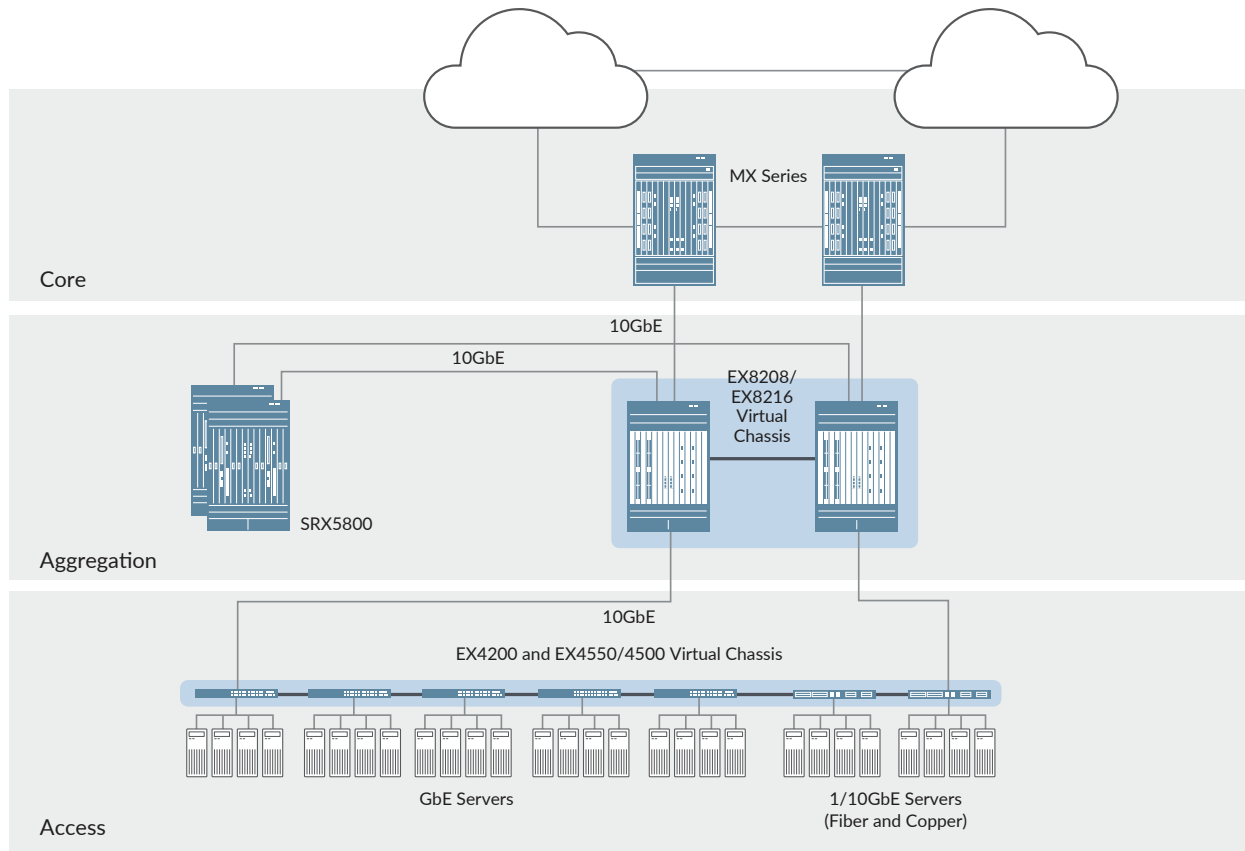 MX Series
Core
10GbE
10GbE
EX8208/
EX8216
Virtual
Chassis
SRX5800
Aggregation
10GbE
EX4200 and EX4550/4500 Virtual Chassis
GbE Servers
1/10GbE Servers
(Fiber and Copper)
Access